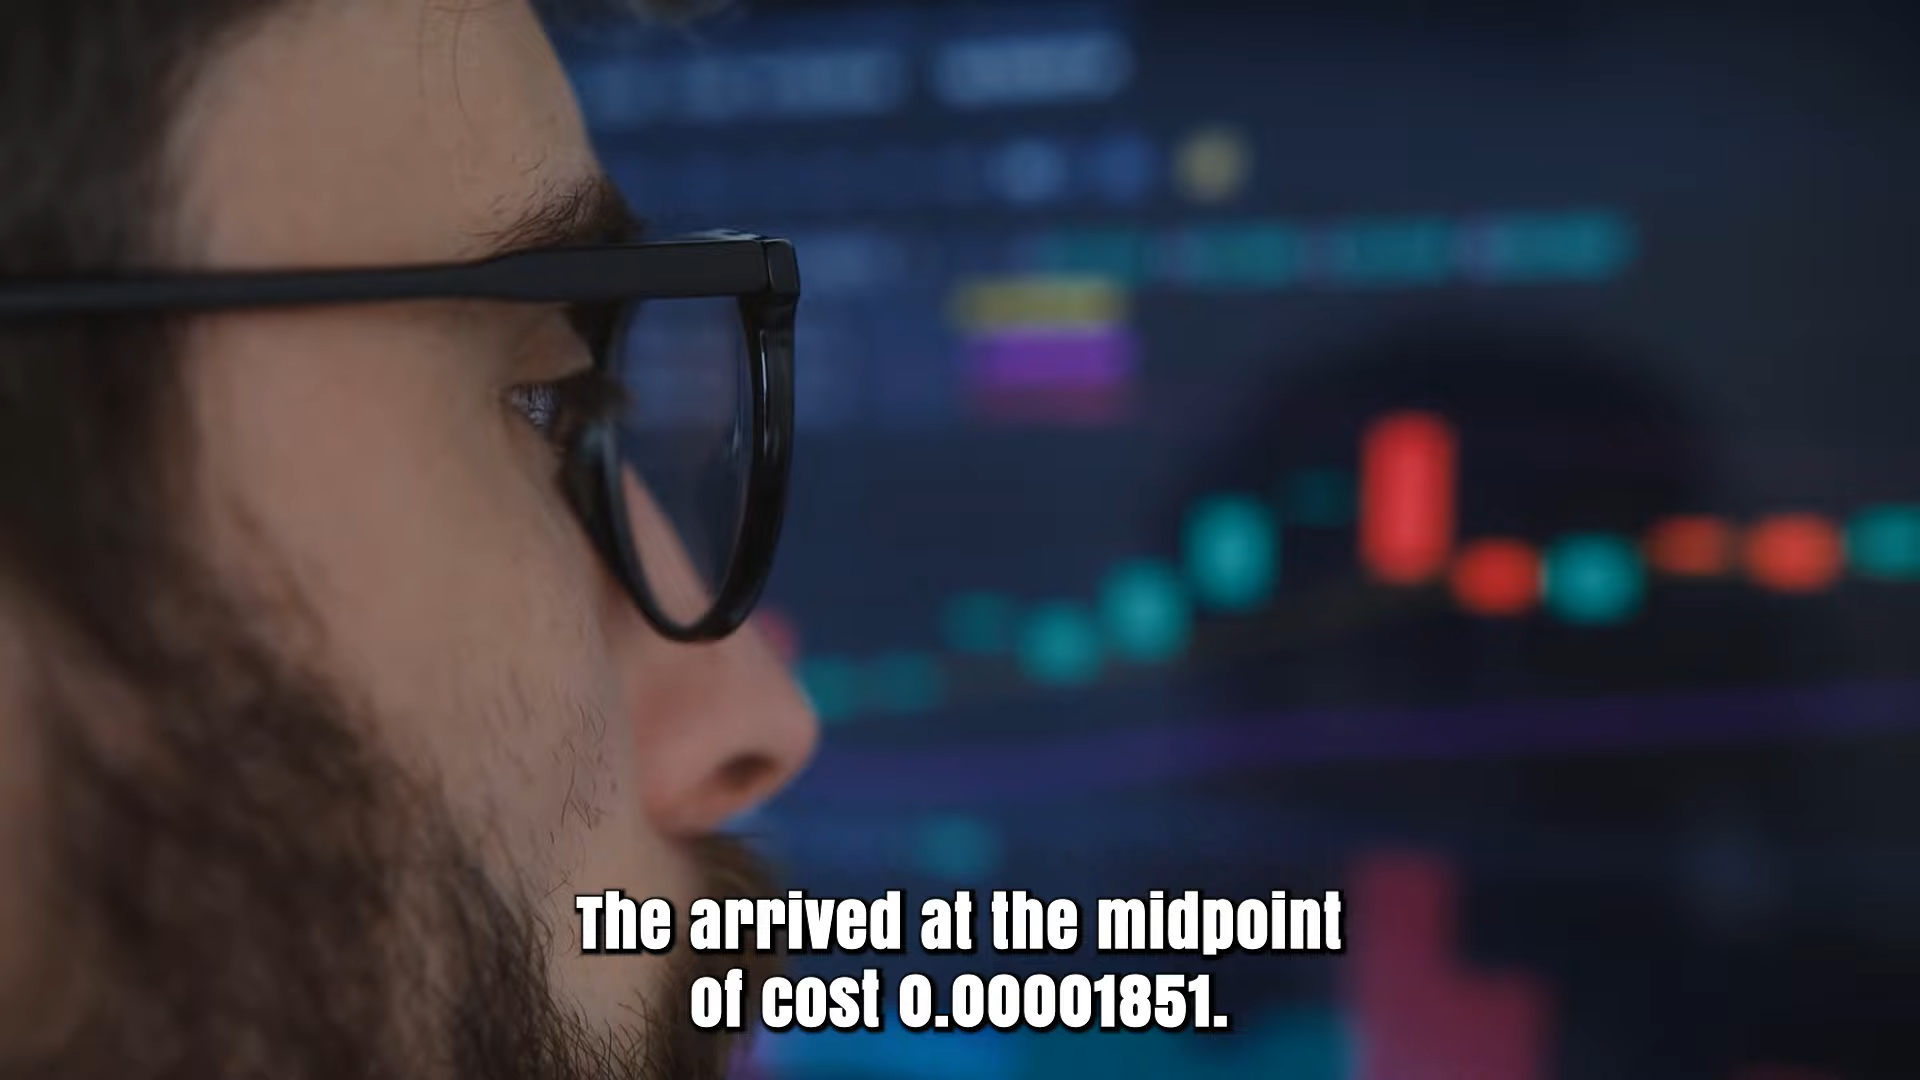 The arrived at the midpoint
of cost 0.00001851.